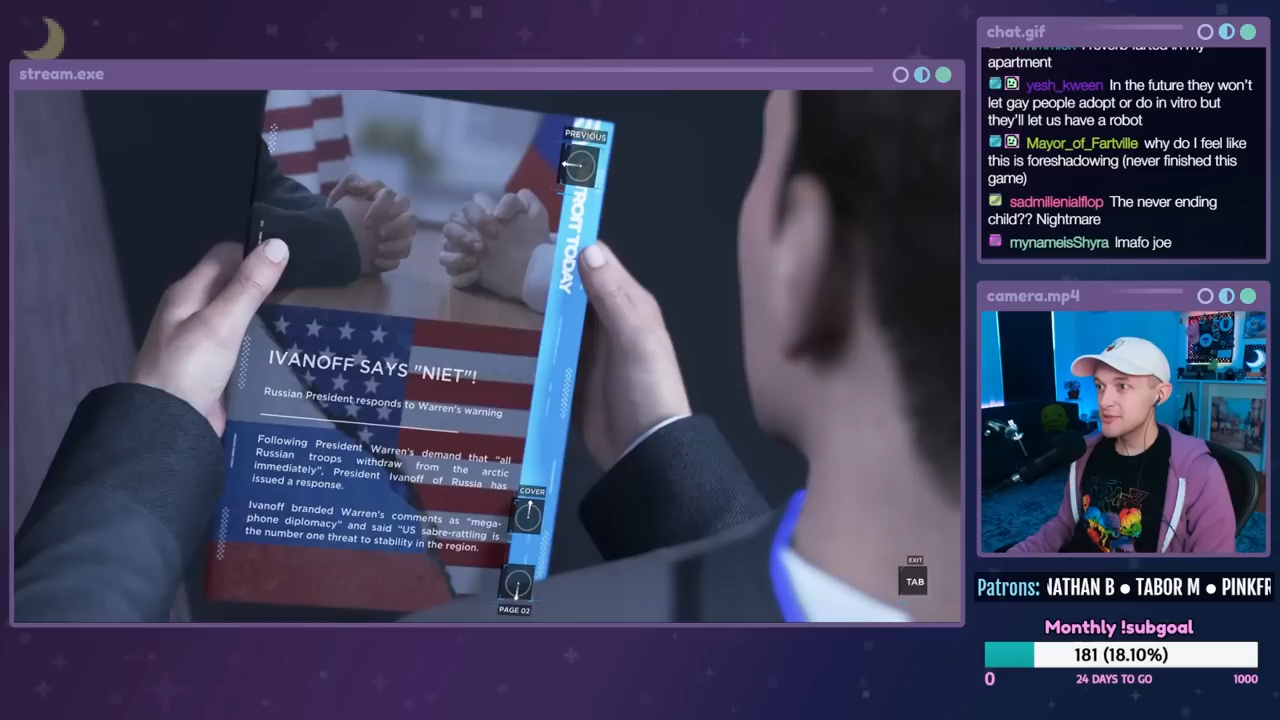 stream.exe
PREVIOUS
TROIT TODAY
IVANOFF SAYS "NIET"!
Russian President responds to Warren's warning
Following President Warren's demand that "all
Russian troops withdraw from the arctic
immediately", President Ivanoff of Russia has
issued a response.
Ivanoff branded Warren's comments as "mega-
phone diplomacy" and said "US sabre-rattling is
the number one threat to stability in the region.
COVER
PAGE 02
EXIT
TAB
chat.gif
apartment
yesh_kween In the future they won't
let gay people adopt or do in vitro but
they'll let us have a robot
Mayor_of_Fartville why do I feel like
this is foreshadowing (never finished this
game)
sadmillenialflop The never ending
child?? Nightmare
mynameisShyra lmafo joe
camera.mp4
Patrons: NATHAN B ● TABOR M ● PINKFR
Monthly !subgoal
181 (18.10%)
0 24 DAYS TO GO 1000